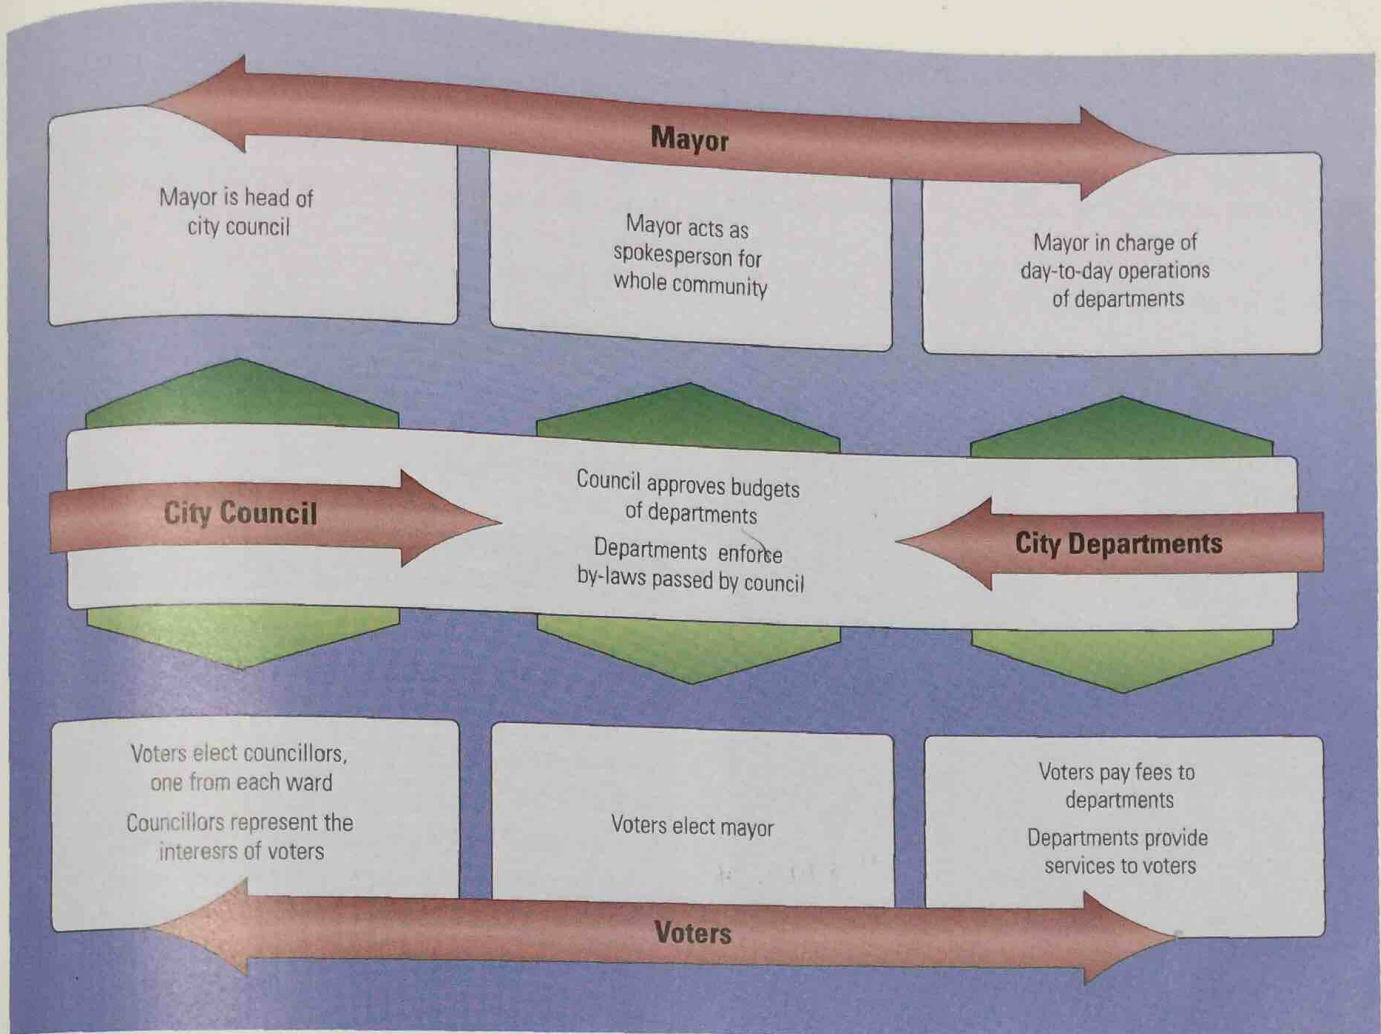 Mayor
Mayor is head of
city council
Mayor acts as
spokesperson for
whole community
Mayor in charge of
day-to-day operations
of departments
City Council
Council approves budgets
of departments
Departments enforse
by-laws passed by council
City Departments
Voters elect councillors,
one from each ward
Councillors represent the
interesrs of voters
Voters elect mayor
Voters pay fees to
departments
Departments provide
services to voters
Voters